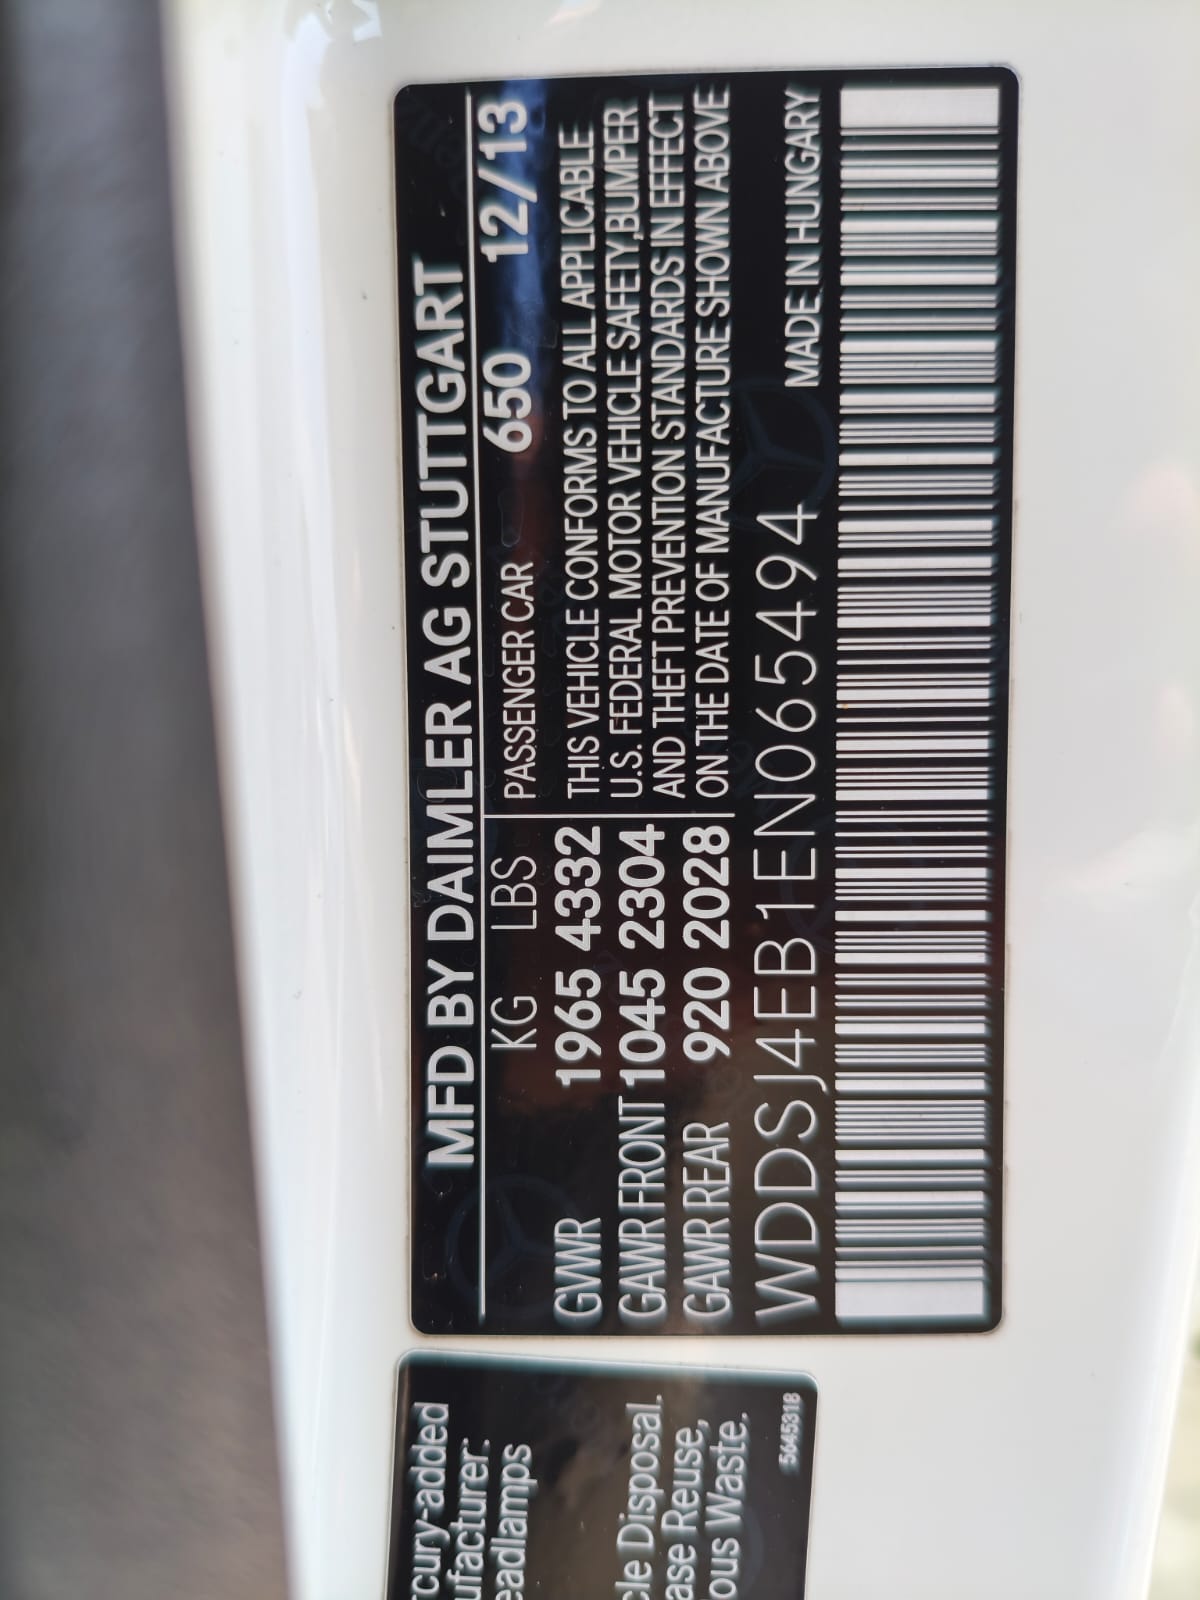 MFD BY DAIMLER AG STUTTGART
KG LBS PASSENGER CAR 650 12/13
GVWR 1965 4332 THIS VEHICLE CONFORMS TO ALL APPLICABLE
GAWR FRONT 1045 2304 U.S. FEDERAL MOTOR VEHICLE SAFETY,BUMPER
GAWR REAR 920 2028 AND THEFT PREVENTION STANDARDS IN EFFECT
ON THE DATE OF MANUFACTURE SHOWN ABOVE
WDDSJ4EB1EN065494 MADE IN HUNGARY
rcury-added
ufacturer:
eadlamps
cle Disposal.
ase Reuse,
ous Waste.
5645318